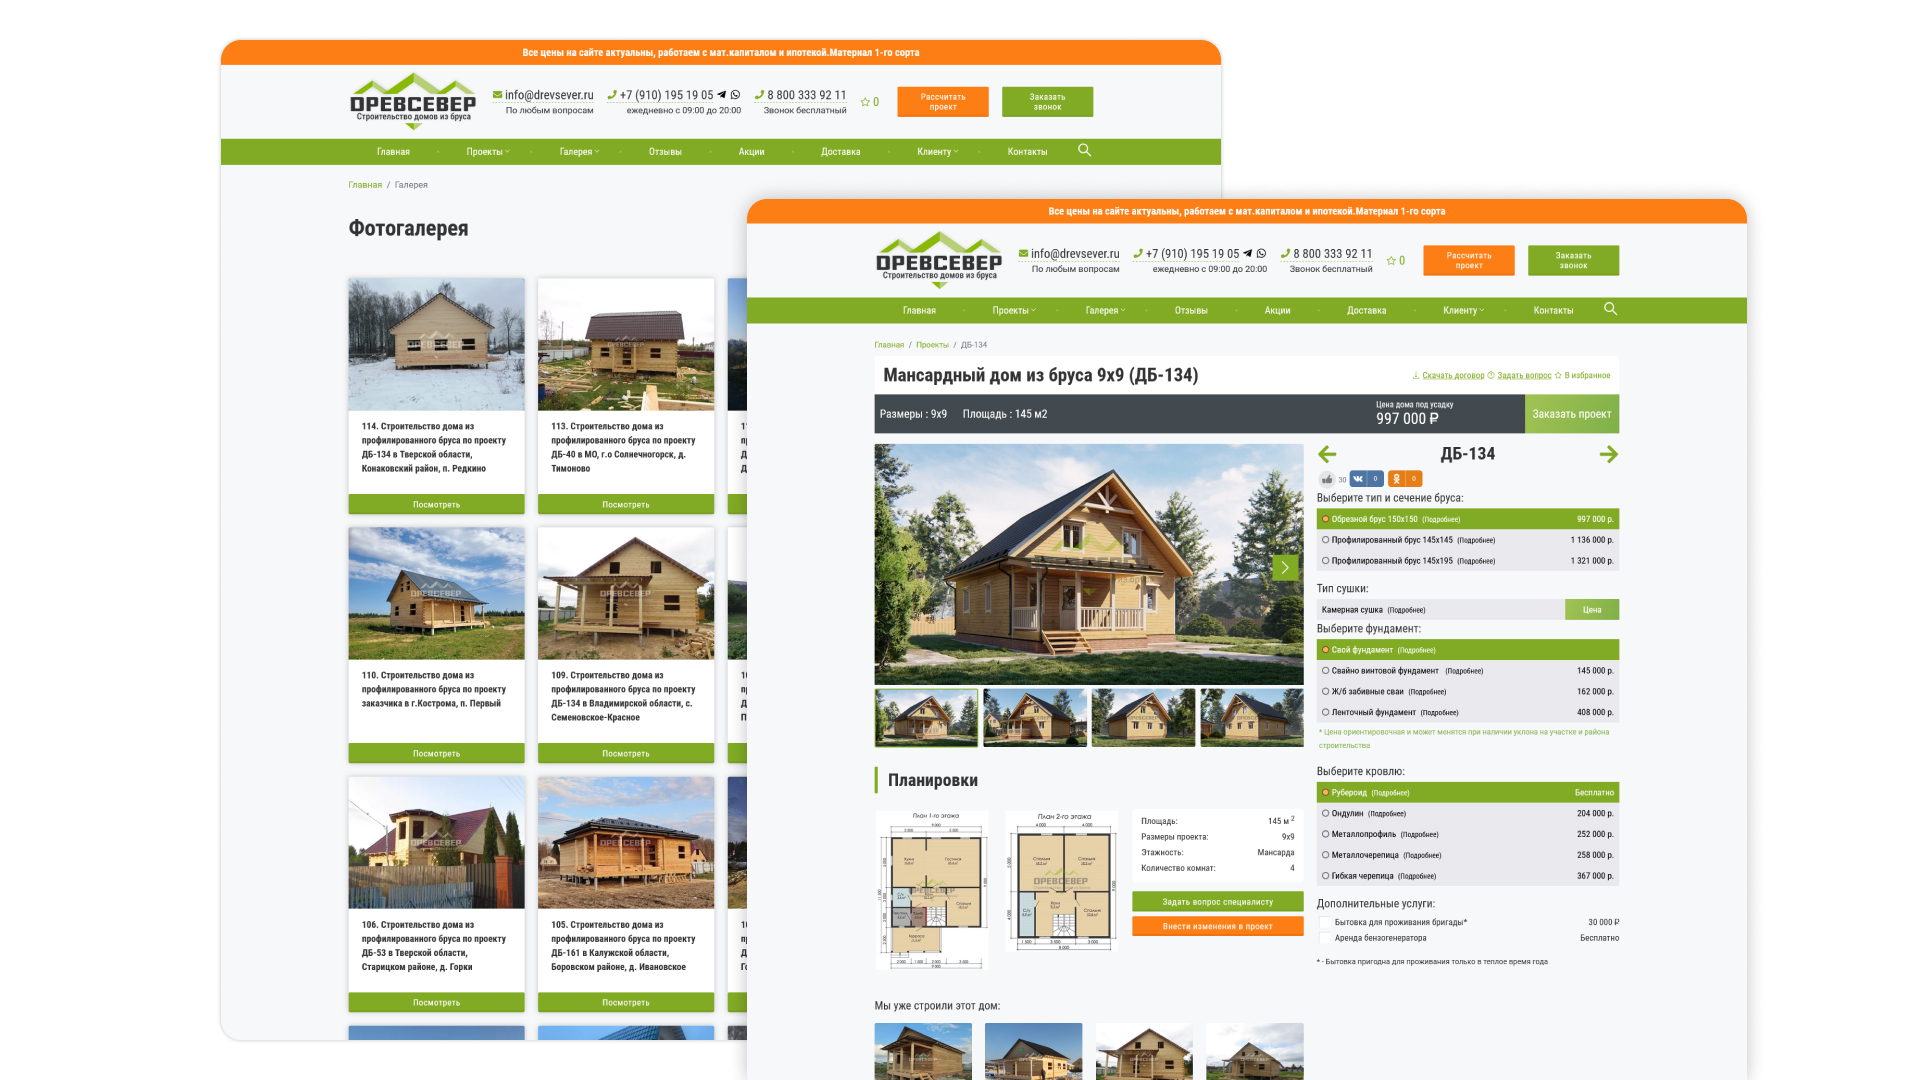 Все цены на сайте актуальны, работаем с мат.капиталом и ипотекой.Материал 1-го сорта
ДРЕВСЕВЕР
Строительство домов из бруса
info@drevsever.ru
По любым вопросам
+7 (910) 195 19 05
ежедневно с 09:00 до 20:00
8 800 333 92 11
Звонок бесплатный
0
Рассчитать
проект
Заказать
звонок
Главная
Проекты
Галерея
Отзывы
Акции
Доставка
Клиенту
Контакты
Главная / Галерея
Фотогалерея
114. Строительство дома из
профилированного бруса по проекту
ДБ-134 в Тверской области,
Конаковский район, п. Редкино
Посмотреть
113. Строительство дома из
профилированного бруса по проекту
ДБ-40 в МО, г.о Солнечногорск, д.
Тимоново
Посмотреть
110. Строительство дома из
профилированного бруса по проекту
заказчика в г.Кострома, п. Первый
Посмотреть
109. Строительство дома из
профилированного бруса по проекту
ДБ-134 в Владимирской области, с.
Семеновское-Красное
Посмотреть
106. Строительство дома из
профилированного бруса по проекту
ДБ-53 в Тверской области,
Старицком районе, д. Горки
Посмотреть
105. Строительство дома из
профилированного бруса по проекту
ДБ-161 в Калужской области,
Боровском районе, д. Ивановское
Посмотреть
Все цены на сайте актуальны, работаем с мат.капиталом и ипотекой.Материал 1-го сорта
ДРЕВСЕВЕР
Строительство домов из бруса
info@drevsever.ru
По любым вопросам
+7 (910) 195 19 05
ежедневно с 09:00 до 20:00
8 800 333 92 11
Звонок бесплатный
0
Рассчитать
проект
Заказать
звонок
Главная
Проекты
Галерея
Отзывы
Акции
Доставка
Клиенту
Контакты
Главная / Проекты / ДБ-134
Мансардный дом из бруса 9х9 (ДБ-134)
Скачать договор
Задать вопрос
В избранное
Размеры : 9х9
Площадь : 145 м2
Цена дома под усадку
997 000 ₽
Заказать проект
ДБ-134
30
0
0
Выберите тип и сечение бруса:
Обрезной брус 150х150 (Подробнее) 997 000 р.
Профилированный брус 145х145 (Подробнее) 1 136 000 р.
Профилированный брус 145х195 (Подробнее) 1 321 000 р.
Тип сушки:
Камерная сушка (Подробнее) Цена
Выберите фундамент:
Свой фундамент (Подробнее)
Свайно винтовой фундамент (Подробнее) 145 000 р.
Ж/б забивные сваи (Подробнее) 162 000 р.
Ленточный фундамент (Подробнее) 408 000 р.
* Цена ориентировочная и может менятся при наличии уклона на участке и района
строительства
Выберите кровлю:
Рубероид (Подробнее) Бесплатно
Ондулин (Подробнее) 204 000 р.
Металлопрофиль (Подробнее) 252 000 р.
Металлочерепица (Подробнее) 258 000 р.
Гибкая черепица (Подробнее) 367 000 р.
Дополнительные услуги:
Бытовка для проживания бригады* 30 000 ₽
Аренда бензогенератора Бесплатно
* - Бытовка пригодна для проживания только в теплое время года
Планировки
План 1-го этажа
План 2-го этажа
Площадь: 145 м 2
Размеры проекта: 9х9
Этажность: Мансарда
Количество комнат: 4
Задать вопрос специалисту
Внести изменения в проект
Мы уже строили этот дом: